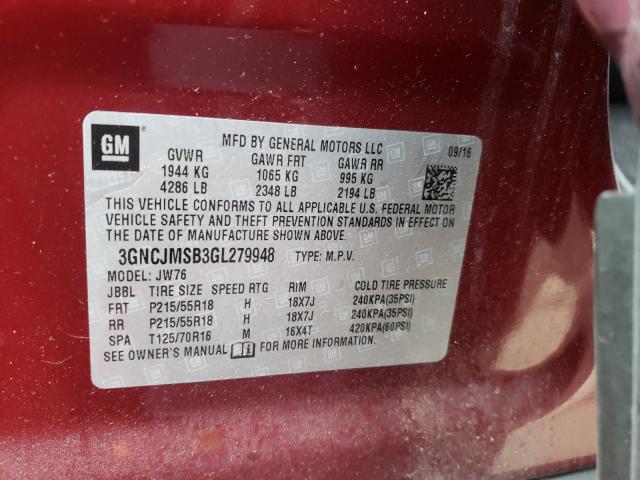 GM
MFD BY GENERAL MOTORS LLC
09/16
GVWR GAWR FRT GAWR RR
1944 KG 1065 KG 995 KG
4286 LB 2348 LB 2194 LB
THIS VEHICLE CONFORMS TO ALL APPLICABLE U.S. FEDERAL MOTOR
VEHICLE SAFETY AND THEFT PREVENTION STANDARDS IN EFFECT ON
THE DATE OF MANUFACTURE SHOWN ABOVE.
3GNCJMSB3GL279948 TYPE: M.P.V.
MODEL: JW76
JBBL TIRE SIZE SPEED RTG RIM COLD TIRE PRESSURE
FRT P215/55R18 H 18X7J 240KPA(35PSI)
RR P215/55R18 H 18X7J 240KPA(35PSI)
SPA T125/70R16 M 16X4T 420KPA(60PSI)
SEE OWNER'S MANUAL FOR MORE INFORMATION.